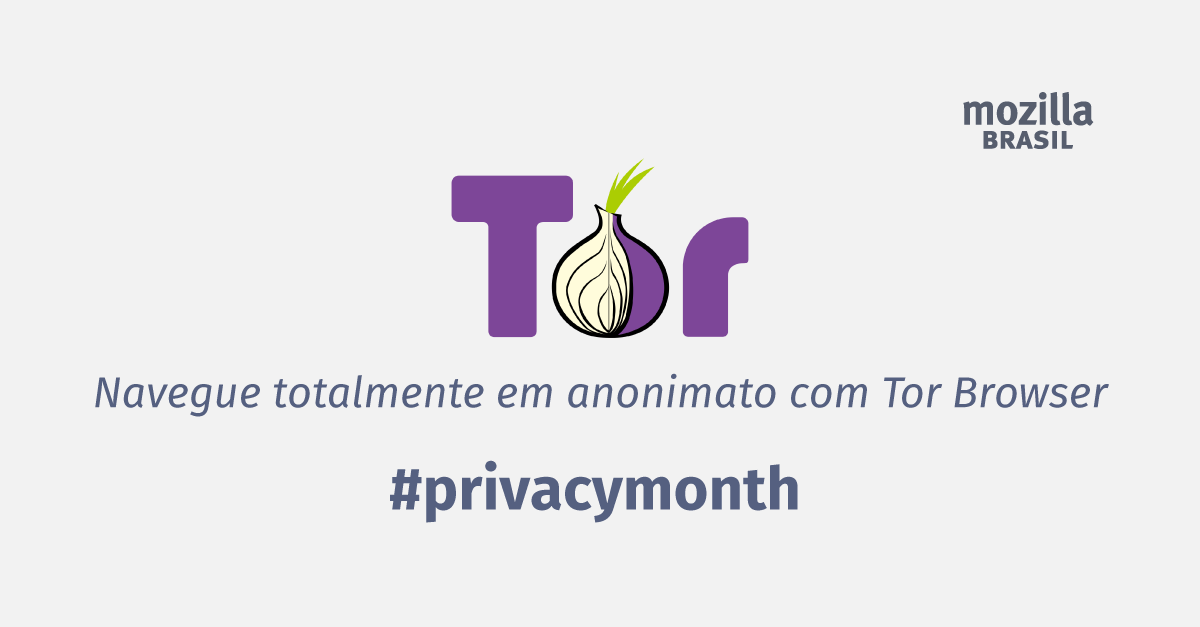 mozilla
BRASIL
Tor
Navegue totalmente em anonimato com Tor Browser
#privacymonth